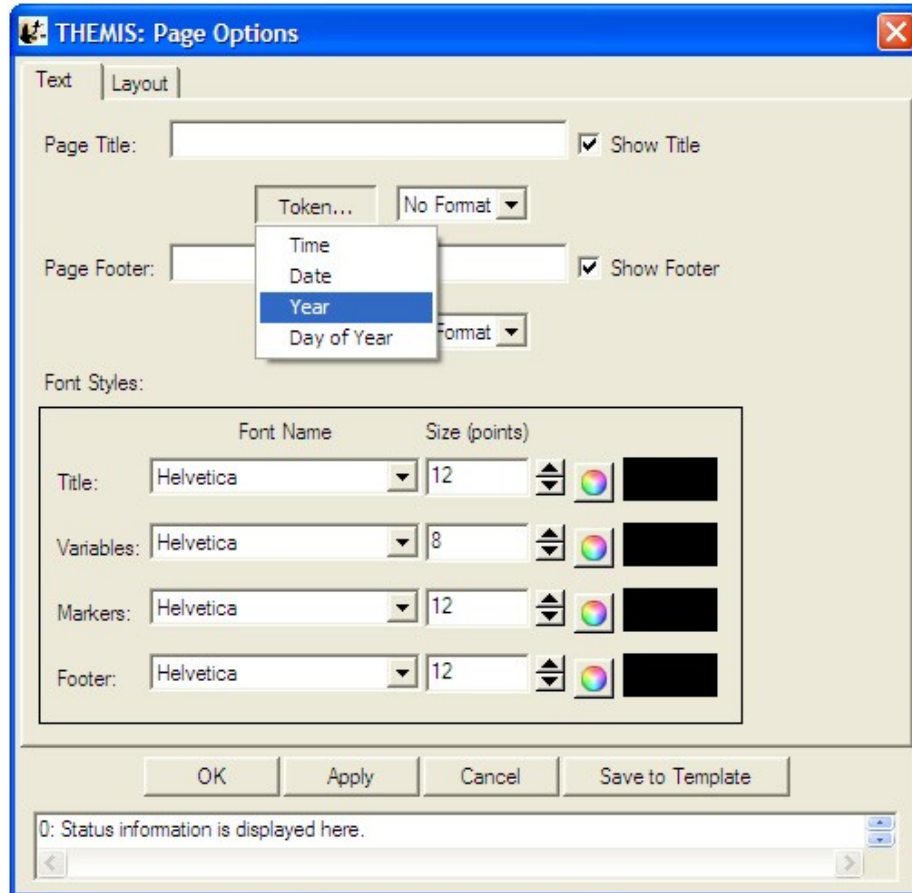 THEMIS: Page Options
Text Layout
Page Title: Show Title
Token... No Format
Time
Page Footer: Show Footer
Date
Year
Day of Year Format
Font Styles:
Font Name Size (points)
Title: Helvetica 12
Variables: Helvetica 8
Markers: Helvetica 12
Footer: Helvetica 12
OK Apply Cancel Save to Template
0: Status information is displayed here.